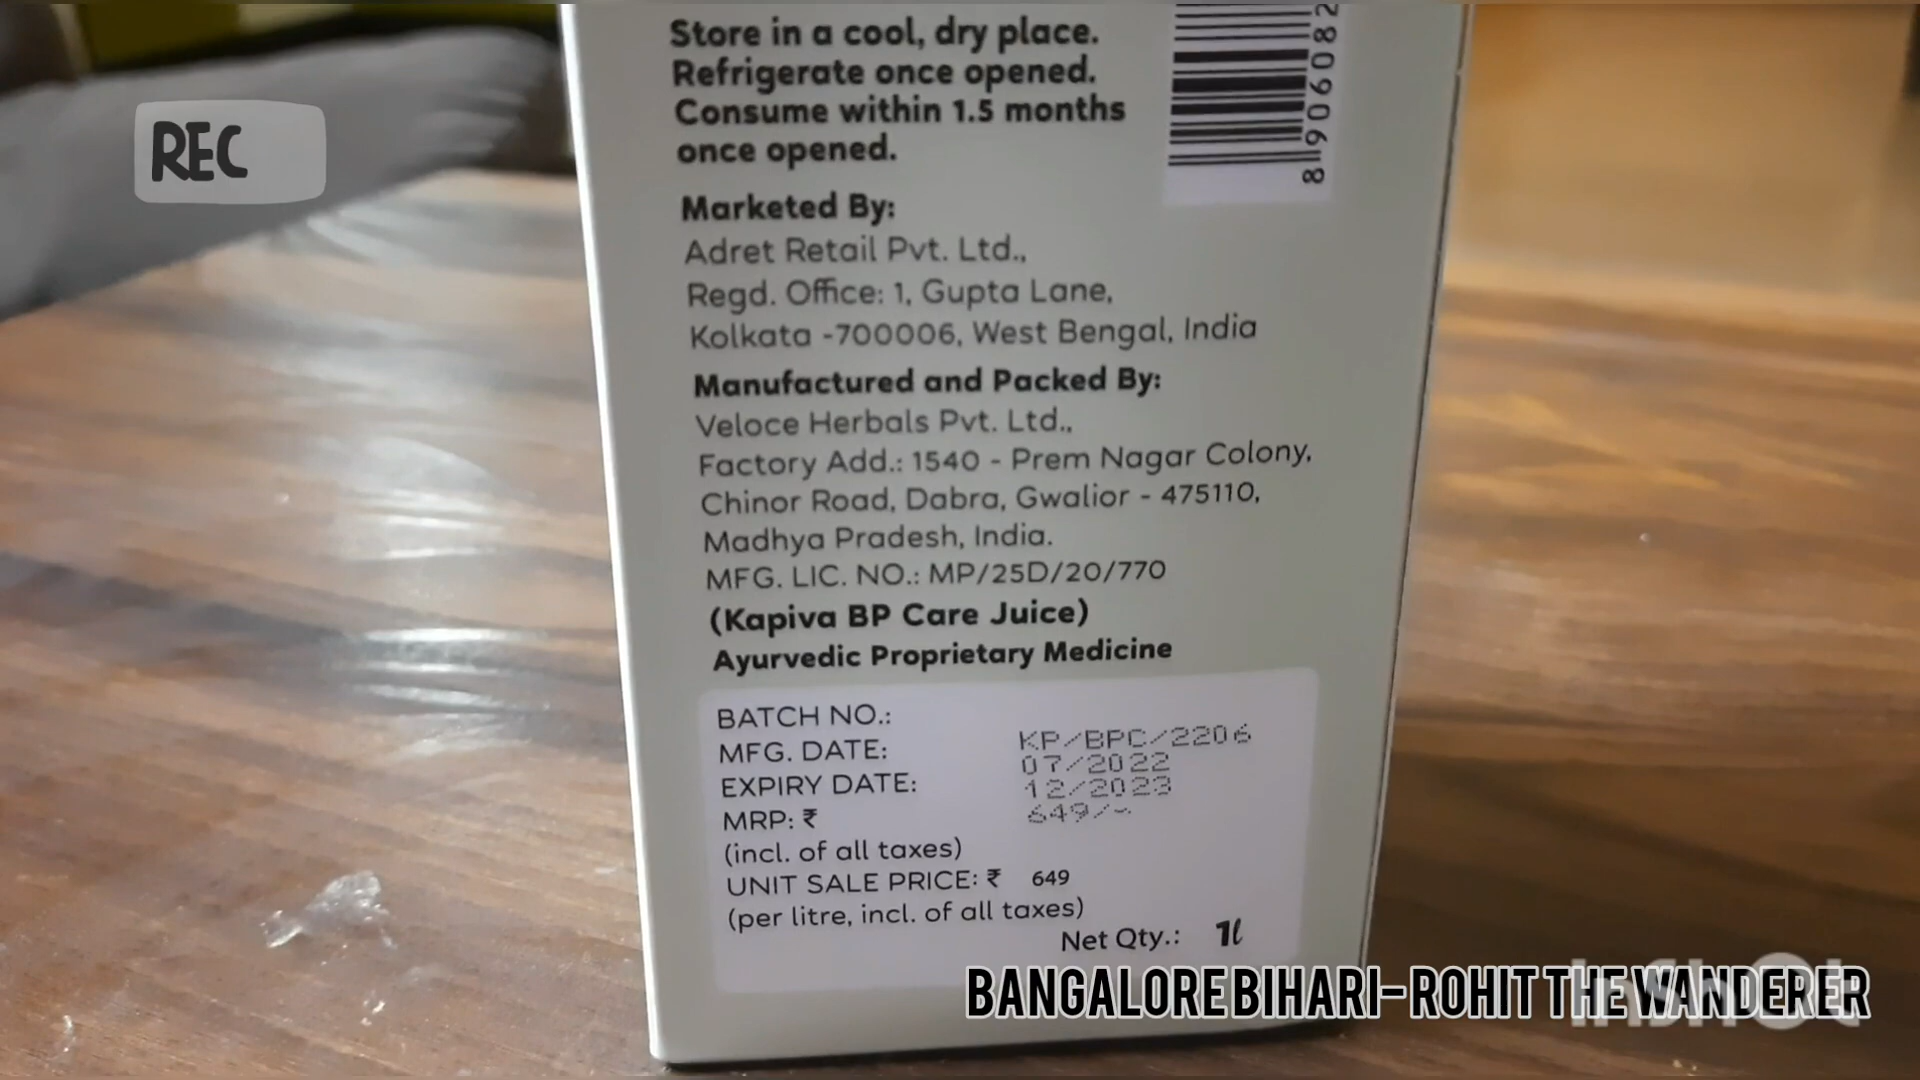 REC
Store in a cool, dry place.
Refrigerate once opened.
Consume within 1.5 months
once opened.
8906082
Marketed By:
Adret Retail Pvt. Ltd.,
Regd. Office: 1, Gupta Lane,
Kolkata -700006, West Bengal, India
Manufactured and Packed By:
Veloce Herbals Pvt. Ltd.,
Factory Add.: 1540 - Prem Nagar Colony,
Chinor Road, Dabra, Gwalior - 475110,
Madhya Pradesh, India.
MFG. LIC. NO.: MP/25D/20/770
(Kapiva BP Care Juice)
Ayurvedic Proprietary Medicine
BATCH NO.: KP/BPC/2206
MFG. DATE: 07/2022
EXPIRY DATE: 12/2023
MRP: ₹ 649/-
(incl. of all taxes)
UNIT SALE PRICE: ₹ 649
(per litre, incl. of all taxes)
Net Qty.: 1l
BANGALORE BIHARI-ROHIT THE WANDERER
InShOt